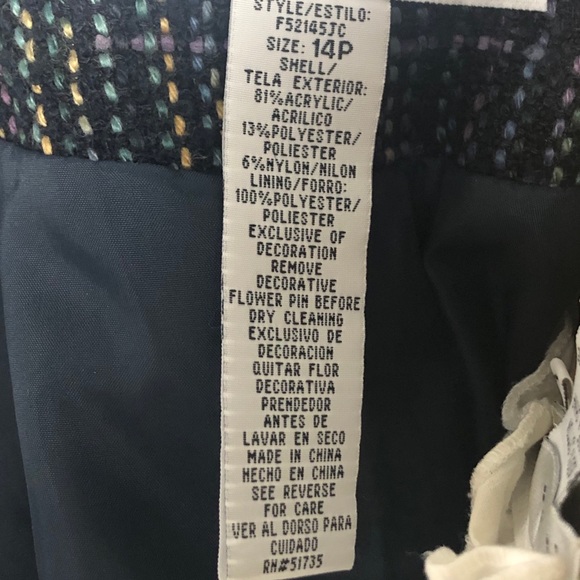 STYLE/ESTILO:
F52145JC
SIZE: 14P
SHELL/
TELA EXTERIOR:
81%ACRYLIC/
ACRILICO
13%POLYESTER/
POLIESTER
6%NYLON/NILON
LINING/FORRO:
100%POLYESTER/
POLIESTER
EXCLUSIVE OF
DECORATION
REMOVE
DECORATIVE
FLOWER PIN BEFORE
DRY CLEANING
EXCLUSIVO DE
DECORACION
QUITAR FLOR
DECORATIVA
PRENDEDOR
ANTES DE
LAVAR EN SECO
MADE IN CHINA
HECHO EN CHINA
SEE REVERSE
FOR CARE
VER AL DORSO PARA
CUIDADO
RN#51735